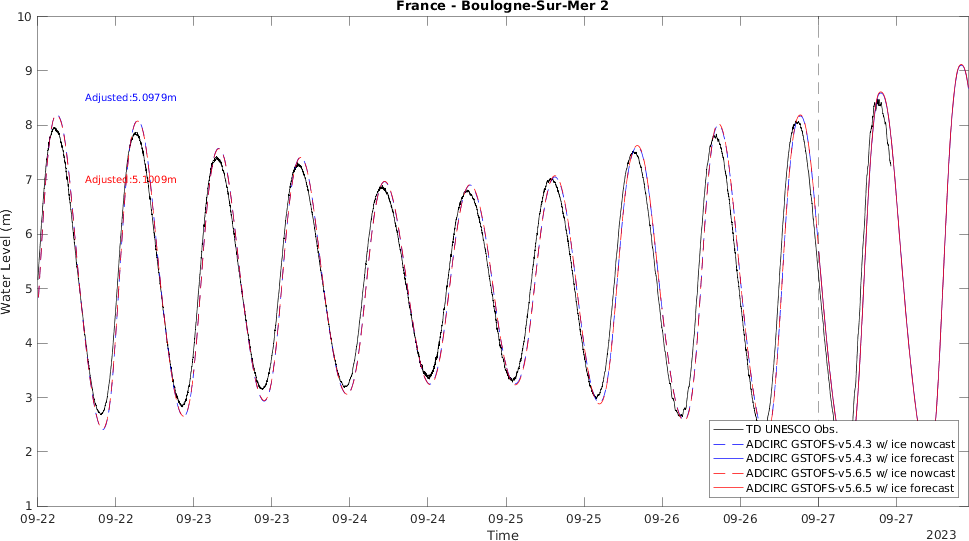 France - Boulogne-Sur-Mer 2
10
9
8
7
6
5
4
3
2
1
Water Level (m)
Adjusted:5.0979m
Adjusted:5.1009m
TD UNESCO Obs.
ADCIRC GSTOFS-v5.4.3 w/ ice nowcast
ADCIRC GSTOFS-v5.4.3 w/ ice forecast
ADCIRC GSTOFS-v5.6.5 w/ ice nowcast
ADCIRC GSTOFS-v5.6.5 w/ ice forecast
09-22 09-22 09-23 09-23 09-24 09-24 09-25 09-25 09-26 09-26 09-27 09-27
Time
2023